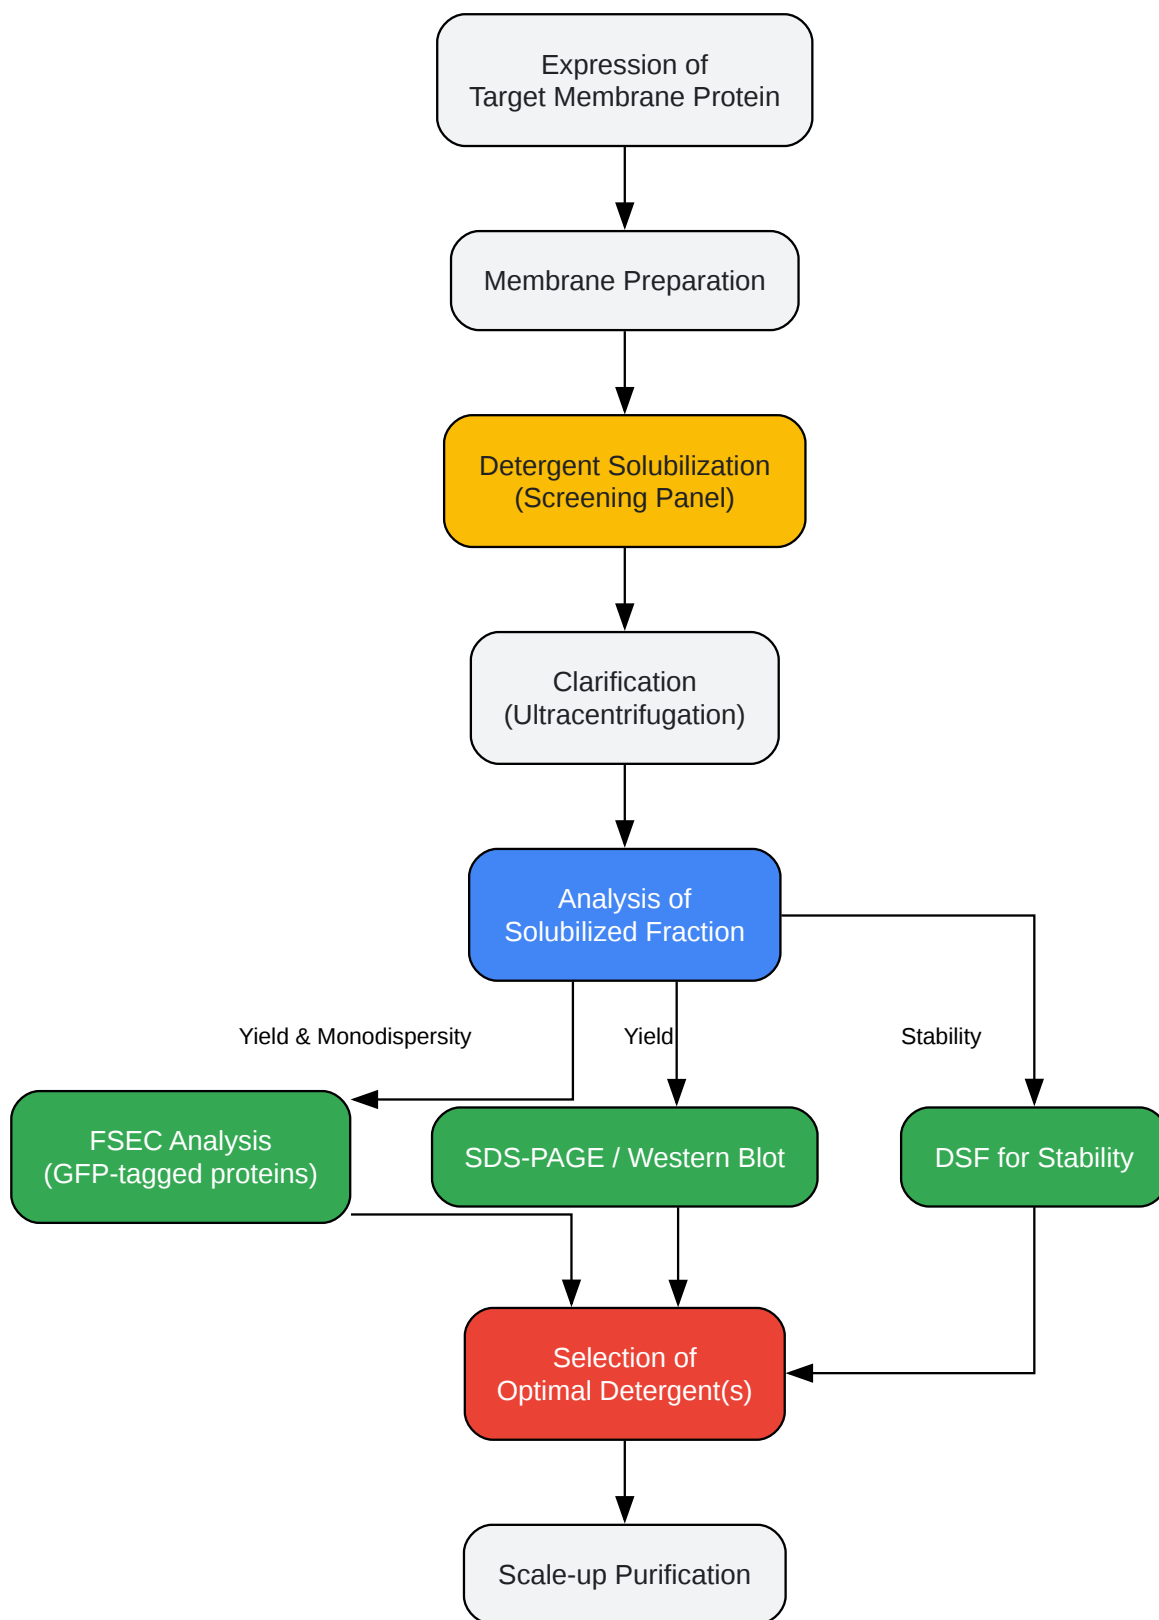 Expression of
Target Membrane Protein
Membrane Preparation
Detergent Solubilization
(Screening Panel)
Clarification
(Ultracentrifugation)
Analysis of
Solubilized Fraction
Yield & Monodispersity
Yield
Stability
FSEC Analysis
(GFP-tagged proteins)
SDS-PAGE / Western Blot
DSF for Stability
Selection of
Optimal Detergent(s)
Scale-up Purification